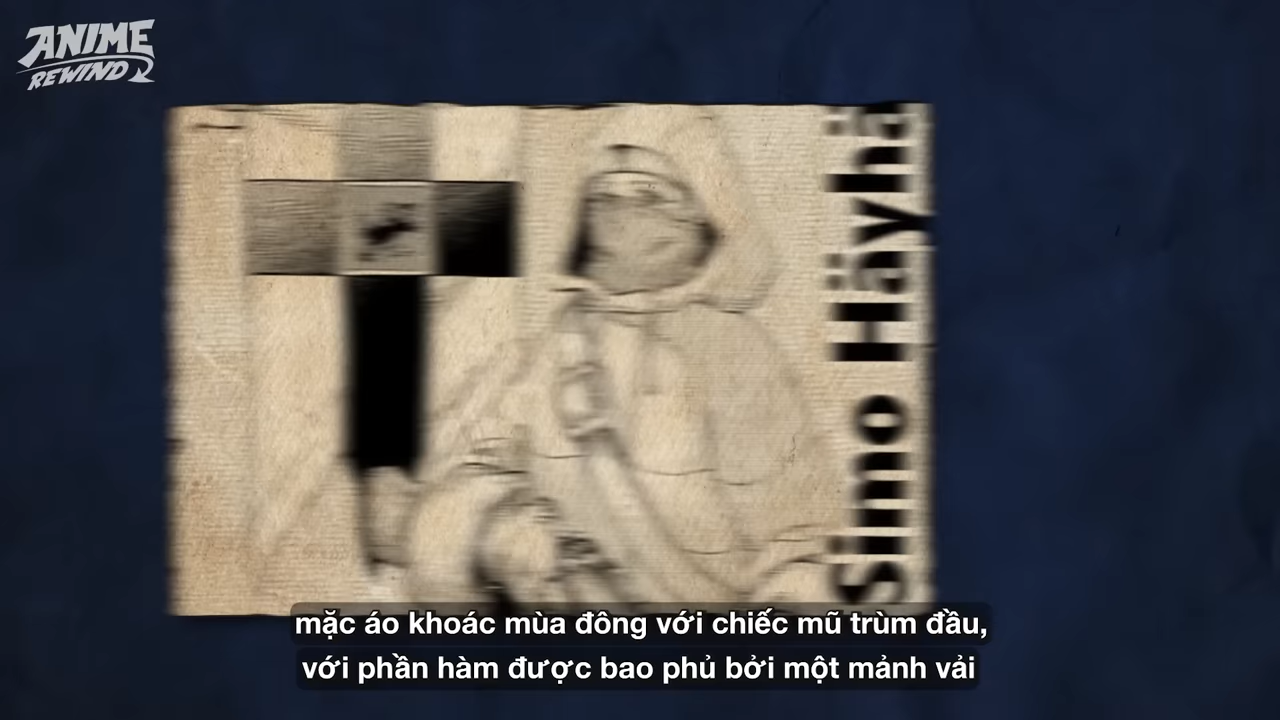 ANIME
REWIND
Simo Häyhä
mặc áo khoác mùa đông với chiếc mũ trùm đầu,
với phần hàm được bao phủ bởi một mảnh vải